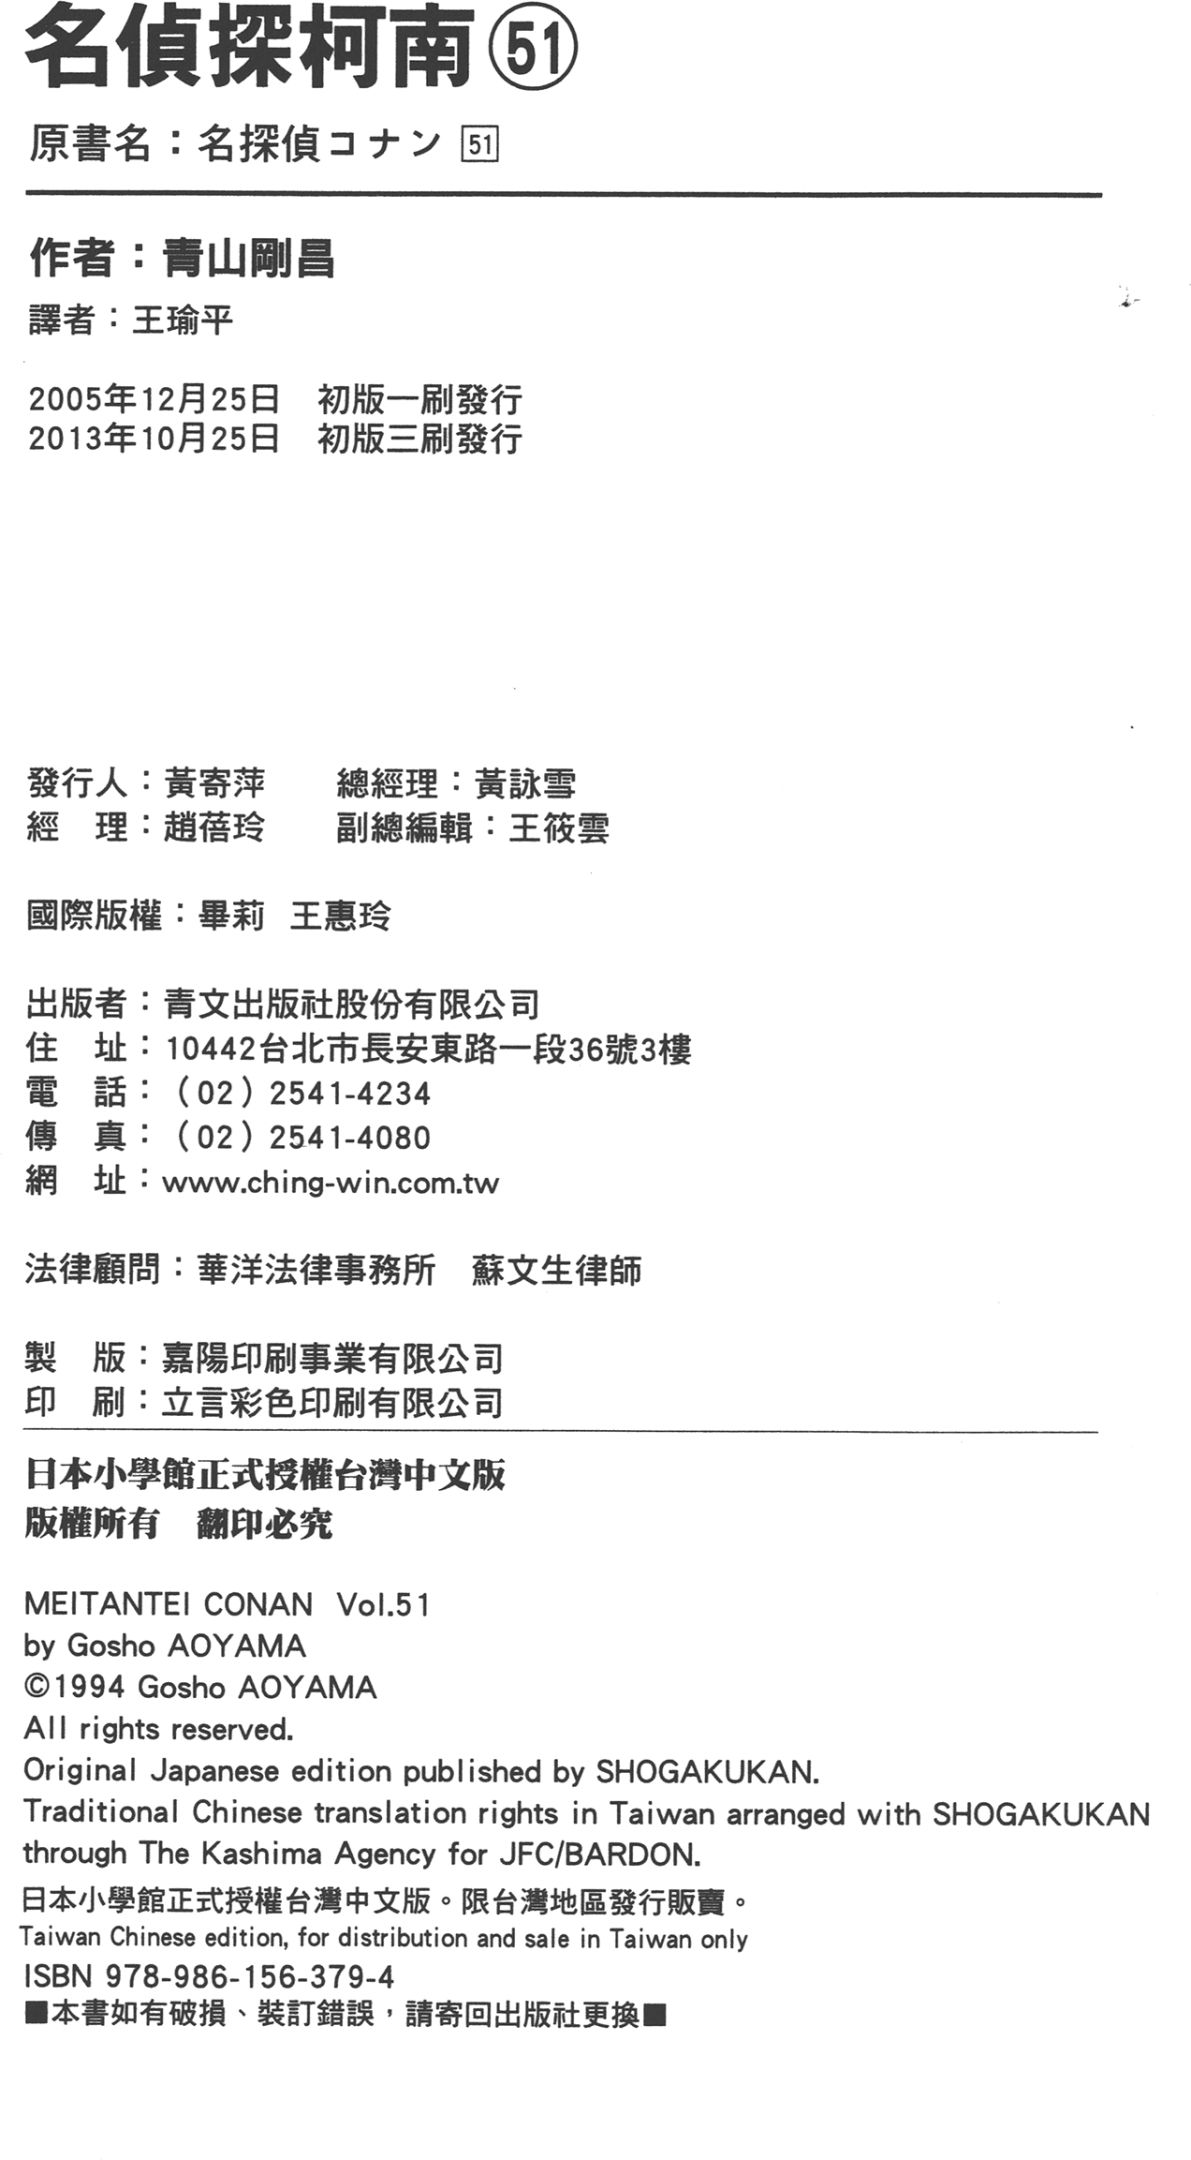 名偵探柯南 51
原書名：名探偵コナン 51
作者：青山剛昌
譯者：王瑜平
2005年12月25日　初版一刷發行
2013年10月25日　初版三刷發行
發行人：黃寄萍　　總經理：黃詠雪
經　理：趙蓓玲　　副總編輯：王筱雲
國際版權：畢莉 王惠玲
出版者：青文出版社股份有限公司
住　址：10442台北市長安東路一段36號3樓
電　話：（02）2541-4234
傳　真：（02）2541-4080
網　址：www.ching-win.com.tw
法律顧問：華洋法律事務所　蘇文生律師
製　版：嘉陽印刷事業有限公司
印　刷：立言彩色印刷有限公司
日本小學館正式授權台灣中文版
版權所有　翻印必究
MEITANTEI CONAN Vol.51
by Gosho AOYAMA
©1994 Gosho AOYAMA
All rights reserved.
Original Japanese edition published by SHOGAKUKAN.
Traditional Chinese translation rights in Taiwan arranged with SHOGAKUKAN
through The Kashima Agency for JFC/BARDON.
日本小學館正式授權台灣中文版。限台灣地區發行販賣。
Taiwan Chinese edition, for distribution and sale in Taiwan only
ISBN 978-986-156-379-4
■本書如有破損、裝訂錯誤，請寄回出版社更換■